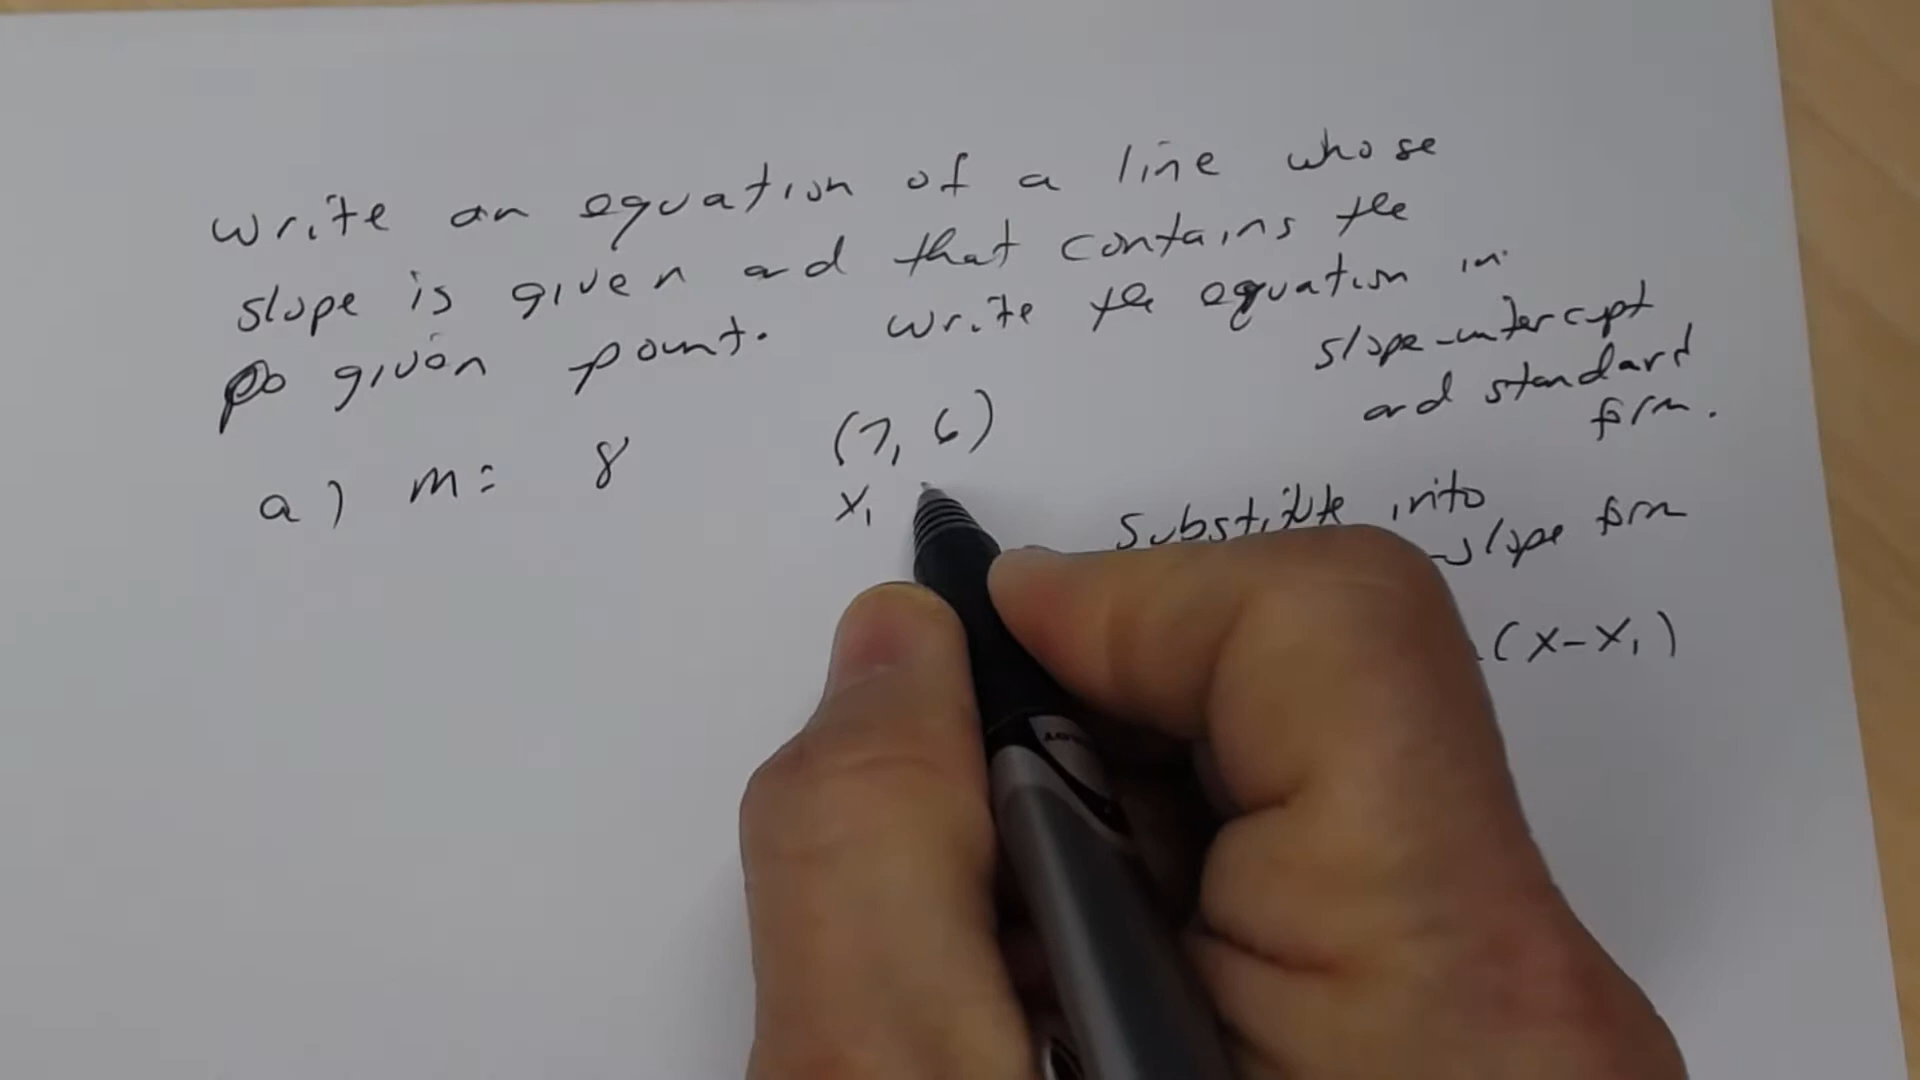 write an equation of a line whose
slope is given and that contains the
given point. write the equation in
slope-intercept
and standard
form.
a) m= 8 (7, 6)
x₁
Substitute into
slope form
(x-x₁)